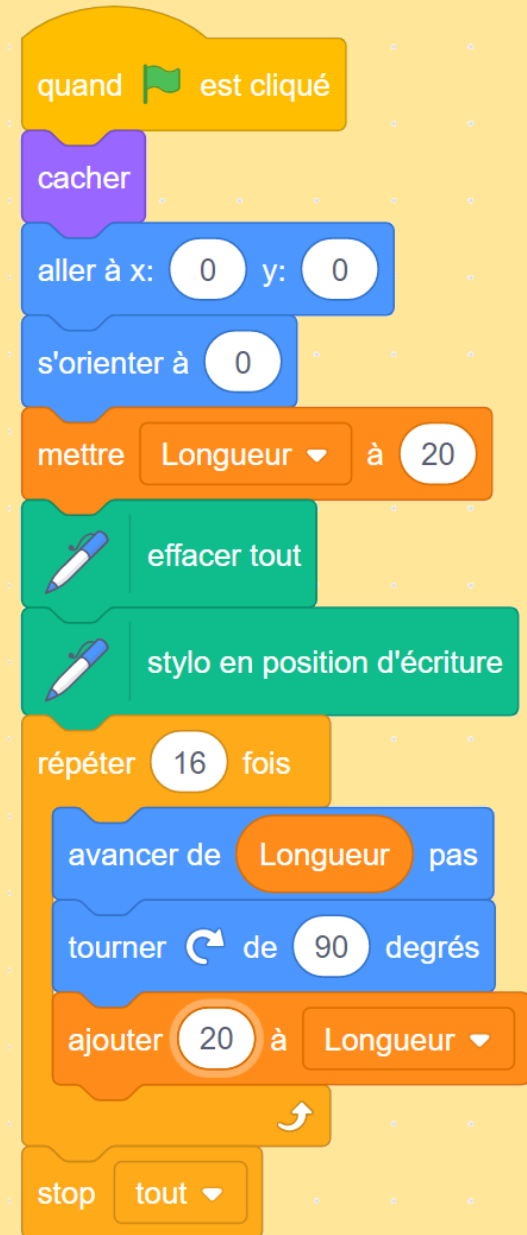 quand est cliqué
cacher
aller à x: 0 y: 0
s'orienter à 0
mettre Longueur à 20
effacer tout
stylo en position d'écriture
répéter 16 fois
avancer de Longueur pas
tourner de 90 degrés
ajouter 20 à Longueur
stop tout